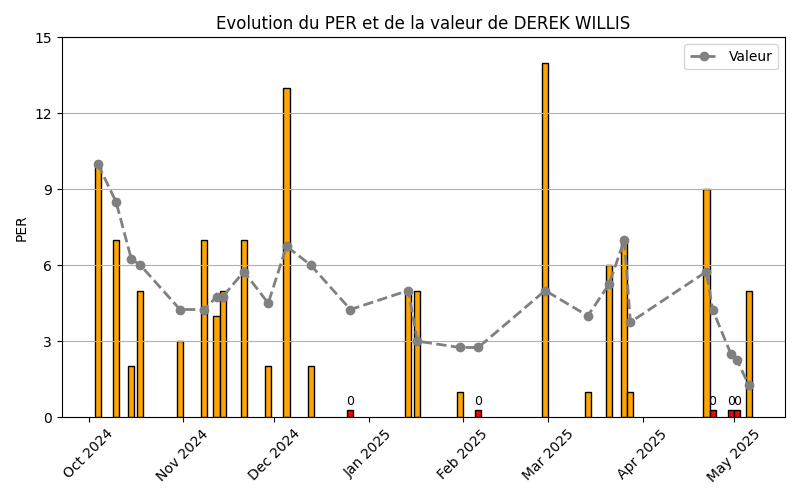 Evolution du PER et de la valeur de DEREK WILLIS
Valeur
PER
15
12
9
6
3
0
0
0
0
0
0
Oct 2024
Nov 2024
Dec 2024
Jan 2025
Feb 2025
Mar 2025
Apr 2025
May 2025